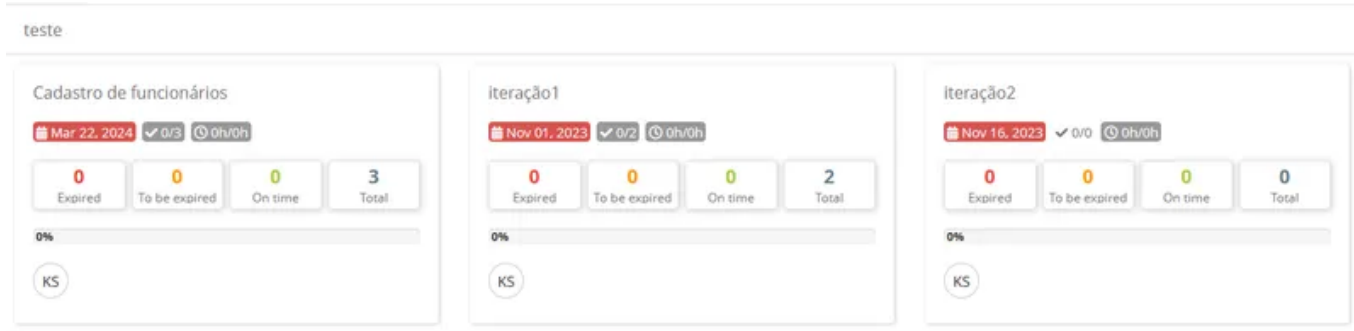 teste
Cadastro de funcionários
Mar 22, 2024 0/3 0h/0h
0 0 0 3
Expired To be expired On time Total
0%
KS
iteração1
Nov 01, 2023 0/2 0h/0h
0 0 0 2
Expired To be expired On time Total
0%
KS
iteração2
Nov 16, 2023 0/0 0h/0h
0 0 0 0
Expired To be expired On time Total
0%
KS